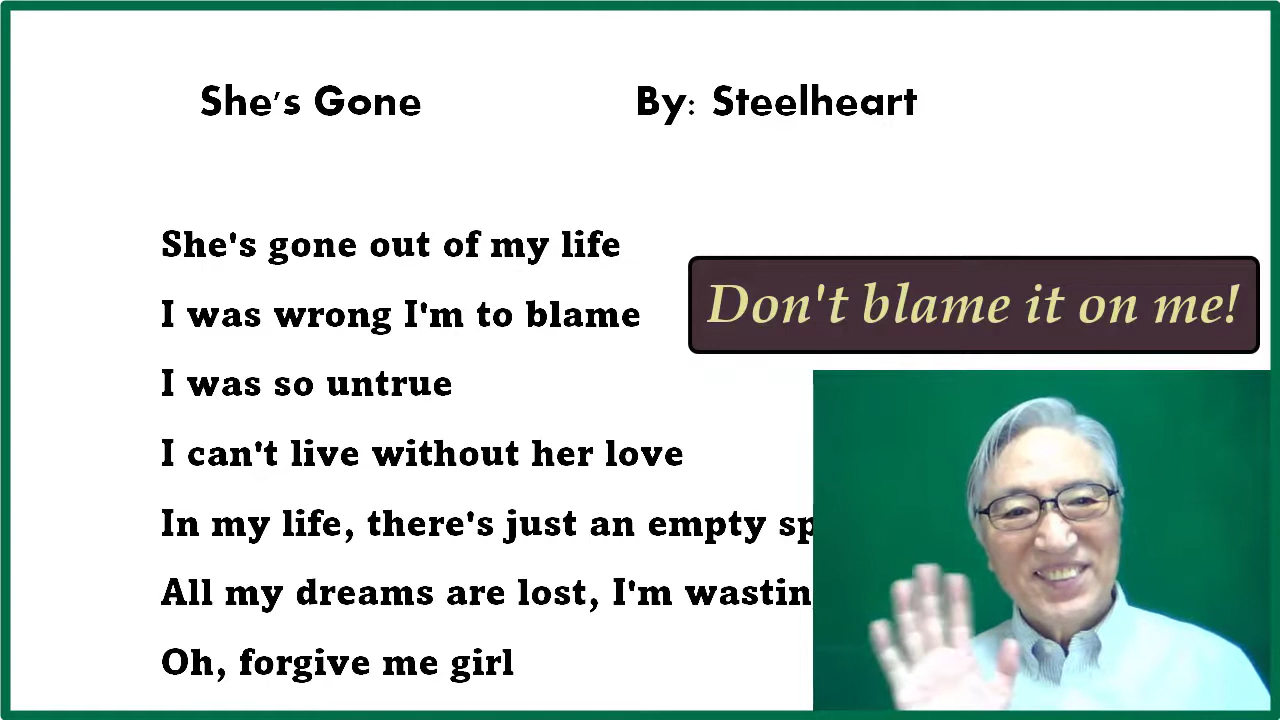 She's Gone By: Steelheart
She's gone out of my life
I was wrong I'm to blame
Don't blame it on me!
I was so untrue
I can't live without her love
In my life, there's just an empty
All my dreams are lost, I'm
Oh, forgive me girl